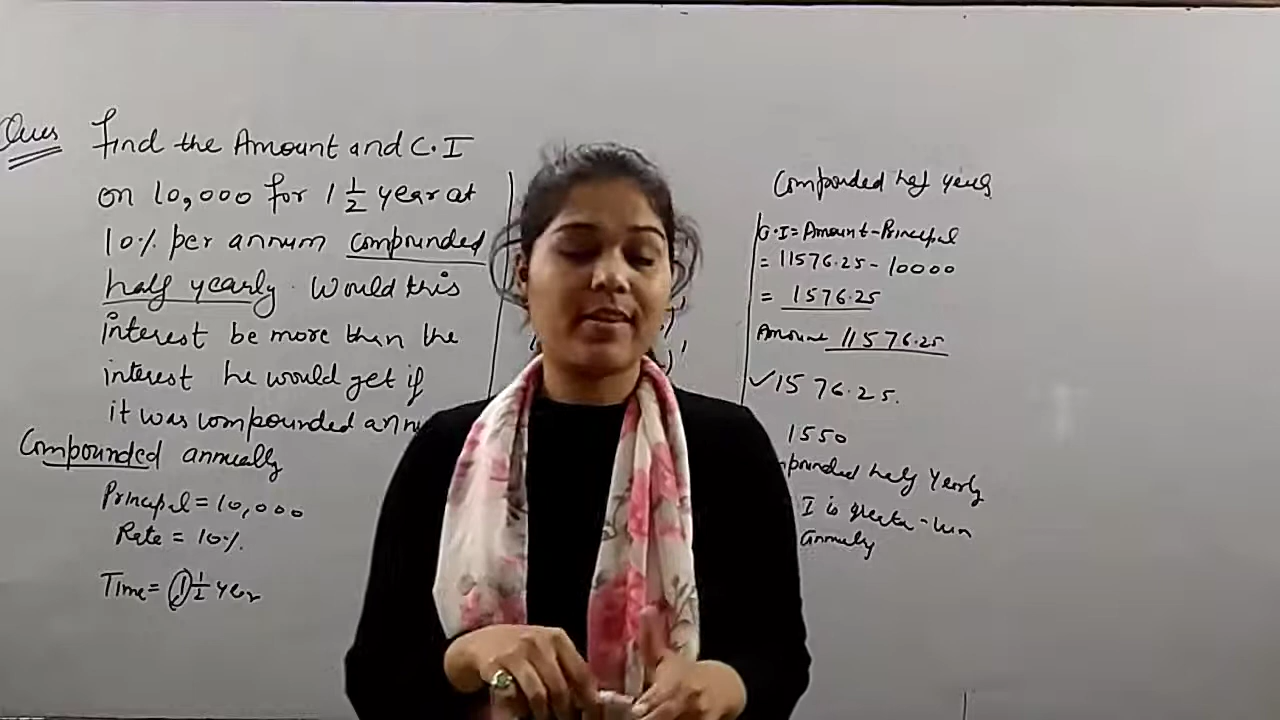 Ques Find the Amount and C.I
on 10,000 for 1 1/2 year at
10% per annum compounded
half yearly. Would this
interest be more than the
interest he would get if
it was compounded annu
Compounded annually
Principal = 10,000
Rate = 10%.
Time = 1 1/2 year
Compounded half yearly
C.I = Amount - Principal
= 11576.25 - 10000
= 1576.25
Amount 11576.25
✓1576.25.
1550
pounded half yearly
I is greater than
annually